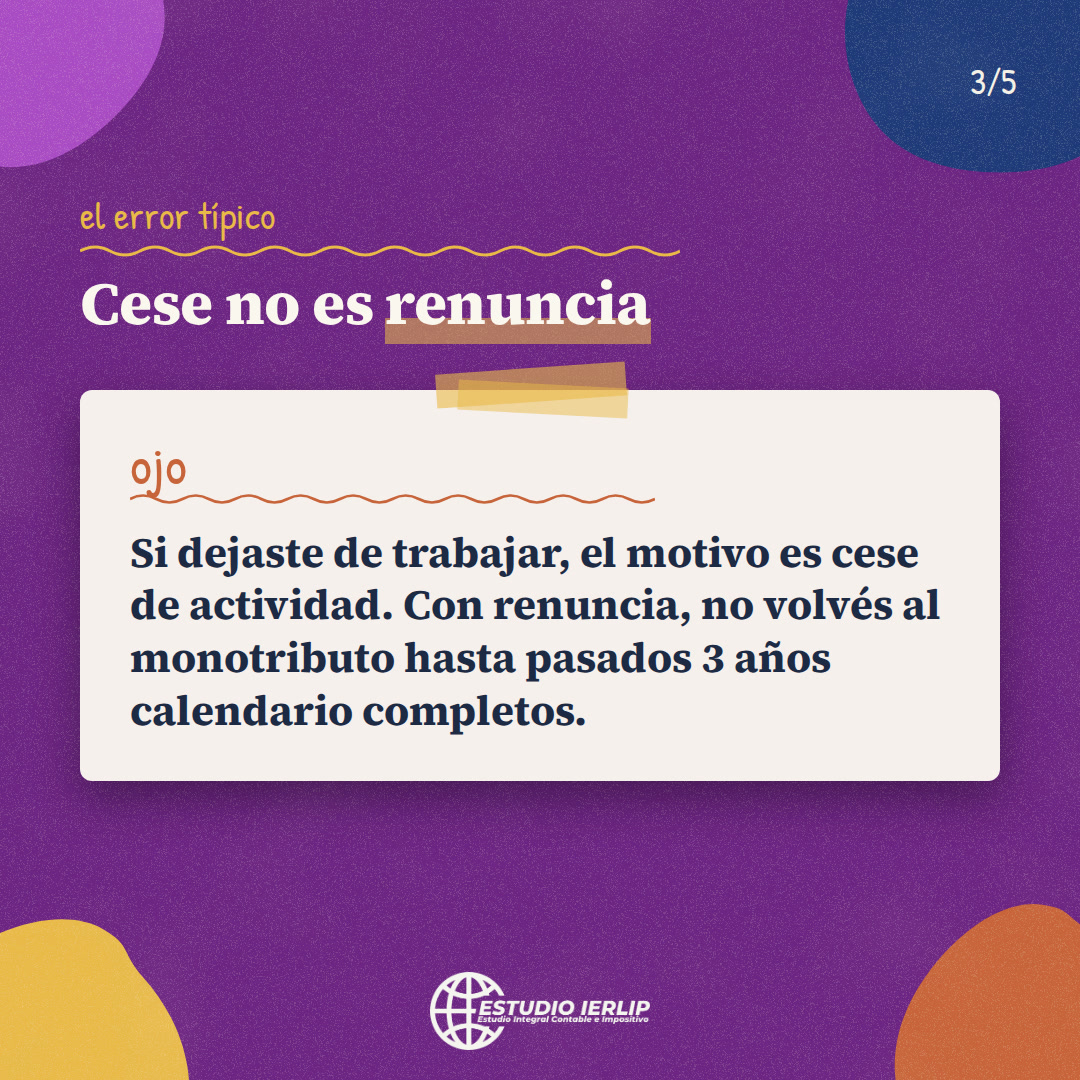 3/5
el error típico
Cese no es renuncia
ojo
Si dejaste de trabajar, el motivo es cese
de actividad. Con renuncia, no volvés al
monotributo hasta pasados 3 años
calendario completos.
ESTUDIO IERLIP
Estudio Integral Contable e Impositivo